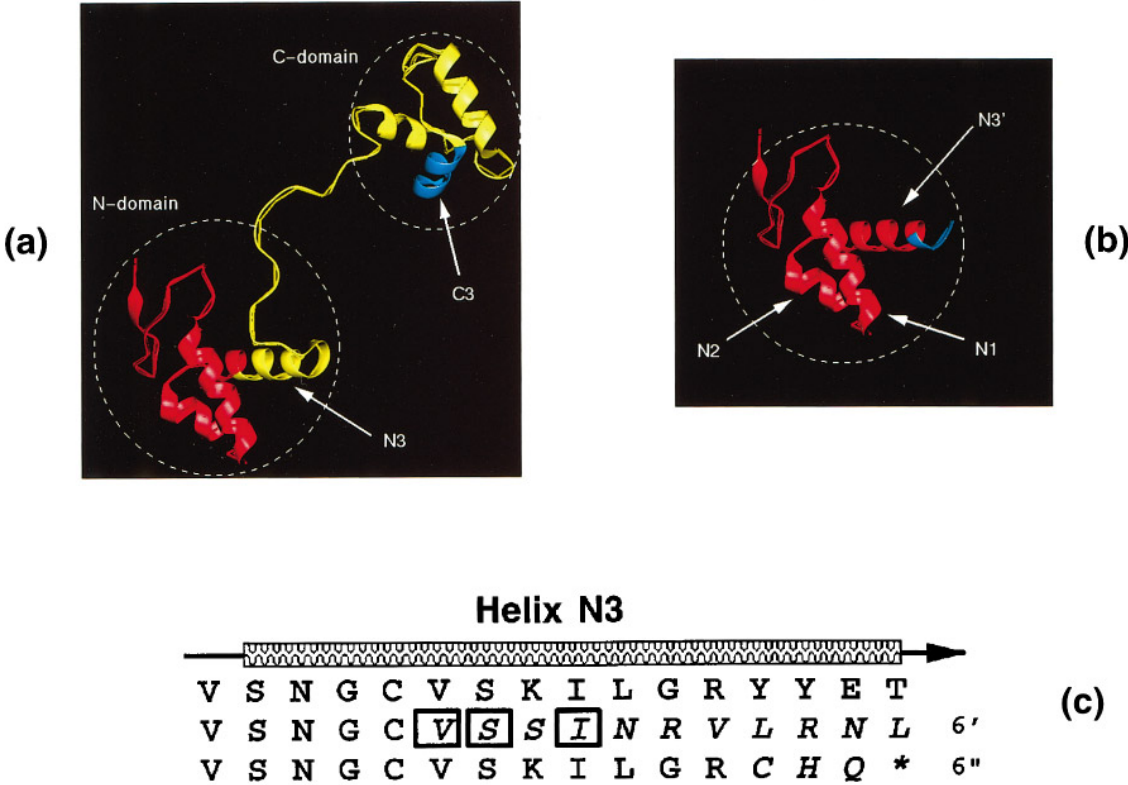 (a)
C–domain
N–domain
C3
N3
(b)
N3'
N2
N1
(c)
Helix N3
V S N G C V S K I L G R Y Y E T
V S N G C V S S I N R V L R N L 6'
V S N G C V S K I L G R C H Q * 6"